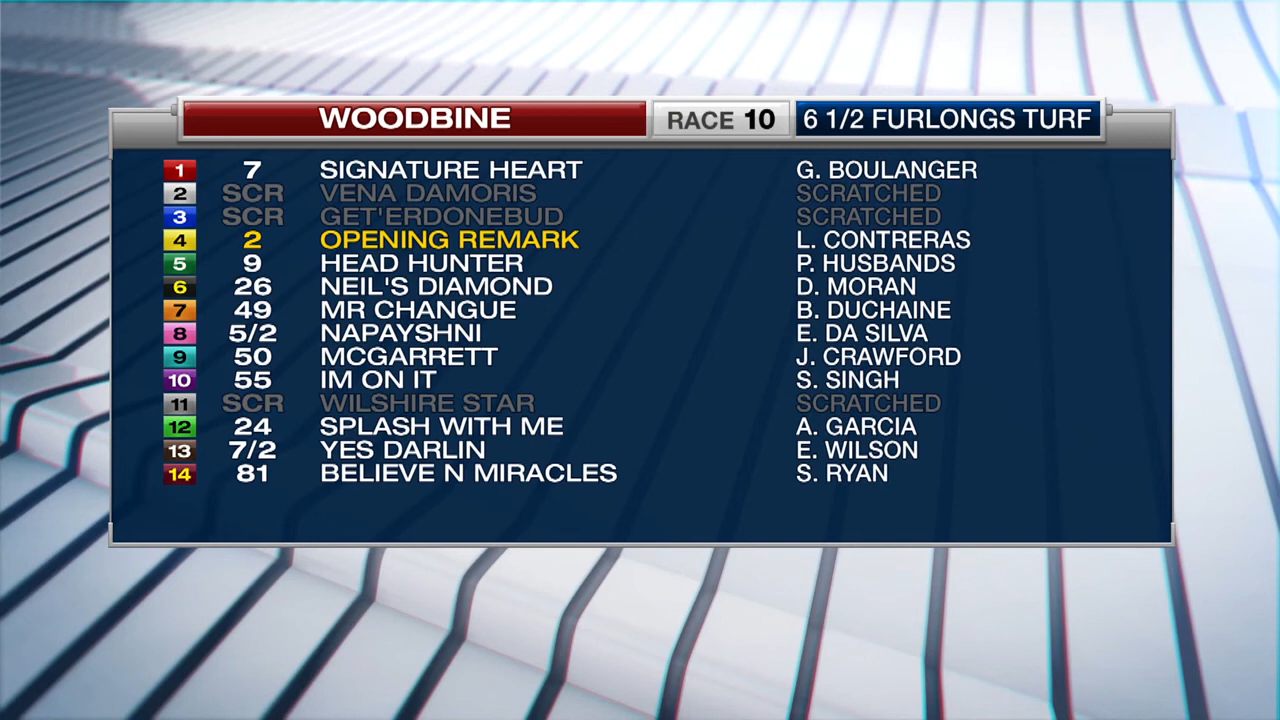 WOODBINE RACE 10 6 1/2 FURLONGS TURF
1 7 SIGNATURE HEART G. BOULANGER
2 SCR VENA DAMORIS SCRATCHED
3 SCR GET'ERDONEBUD SCRATCHED
4 2 OPENING REMARK L. CONTRERAS
5 9 HEAD HUNTER P. HUSBANDS
6 26 NEIL'S DIAMOND D. MORAN
7 49 MR CHANGUE B. DUCHAINE
8 5/2 NAPAYSHNI E. DA SILVA
9 50 MCGARRETT J. CRAWFORD
10 55 IM ON IT S. SINGH
11 SCR WILSHIRE STAR SCRATCHED
12 24 SPLASH WITH ME A. GARCIA
13 7/2 YES DARLIN E. WILSON
14 81 BELIEVE N MIRACLES S. RYAN